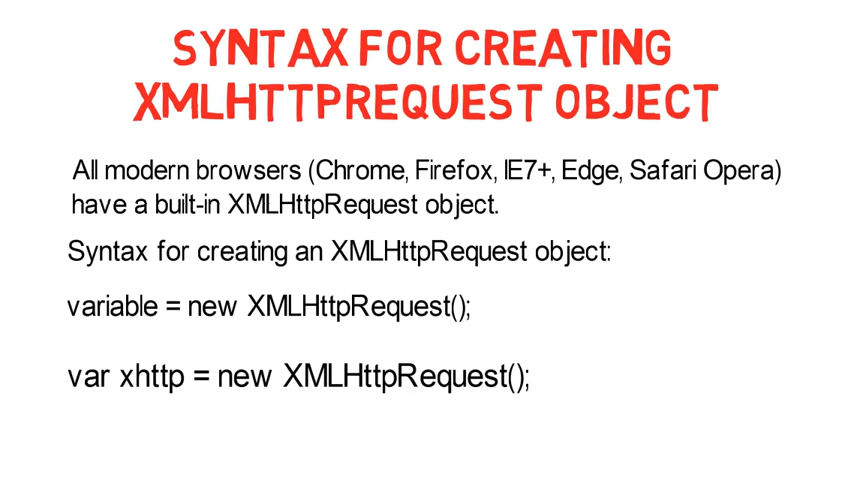 SYNTAX FOR CREATING
XMLHTTPREQUEST OBJECT
All modern browsers (Chrome, Firefox, IE7+, Edge, Safari Opera)
have a built-in XMLHttpRequest object.
Syntax for creating an XMLHttpRequest object:
variable = new XMLHttpRequest();
var xhttp = new XMLHttpRequest();